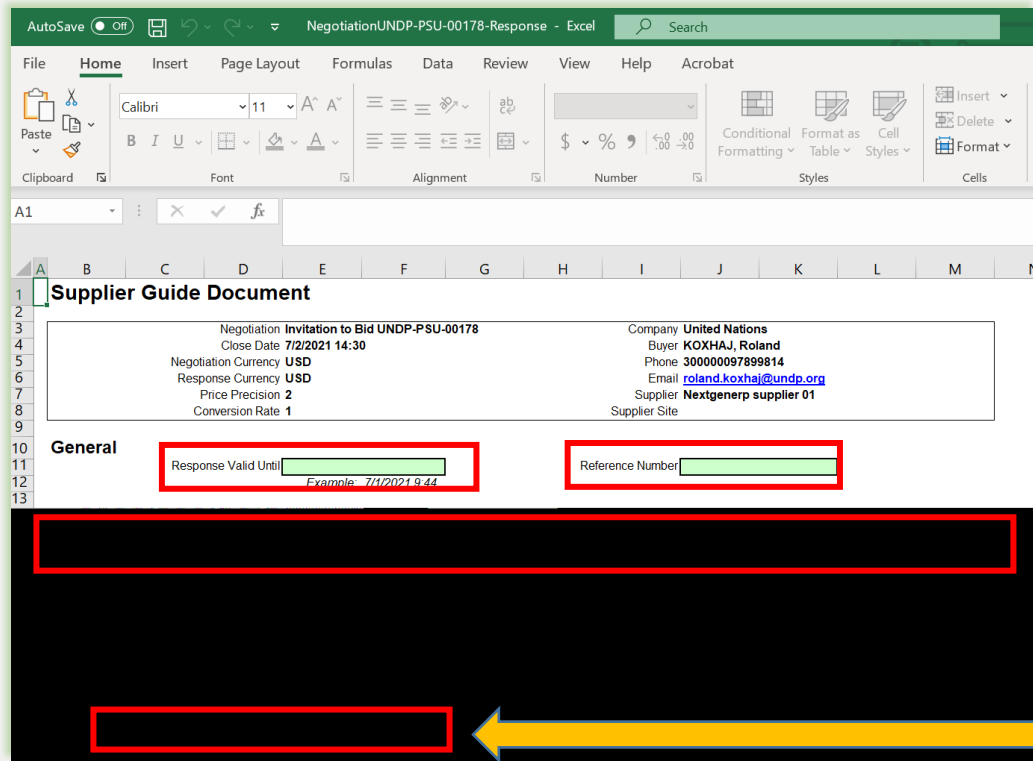 AutoSave Off NegotiationUNDP-PSU-00178-Response - Excel Search
File Home Insert Page Layout Formulas Data Review View Help Acrobat
Paste
Calibri 11 A^ Aˇ ab Insert
Delete
B I U A $ % 9 .00 .00 Conditional Formatting Format as Table Cell Styles Format
Clipboard Font Alignment Number Styles Cells
A1 fx
A B C D E F G H I J K L M N
1 Supplier Guide Document
2
3 Negotiation Invitation to Bid UNDP-PSU-00178 Company United Nations
4 Close Date 7/2/2021 14:30 Buyer KOXHAJ, Roland
5 Negotiation Currency USD Phone 300000097899814
6 Response Currency USD Email roland.koxhaj@undp.org
7 Price Precision 2 Supplier Nextgenerp supplier 01
8 Conversion Rate 1 Supplier Site
9
10 General
11 Response Valid Until Reference Number
12 Example: 7/1/2021 9:44
13